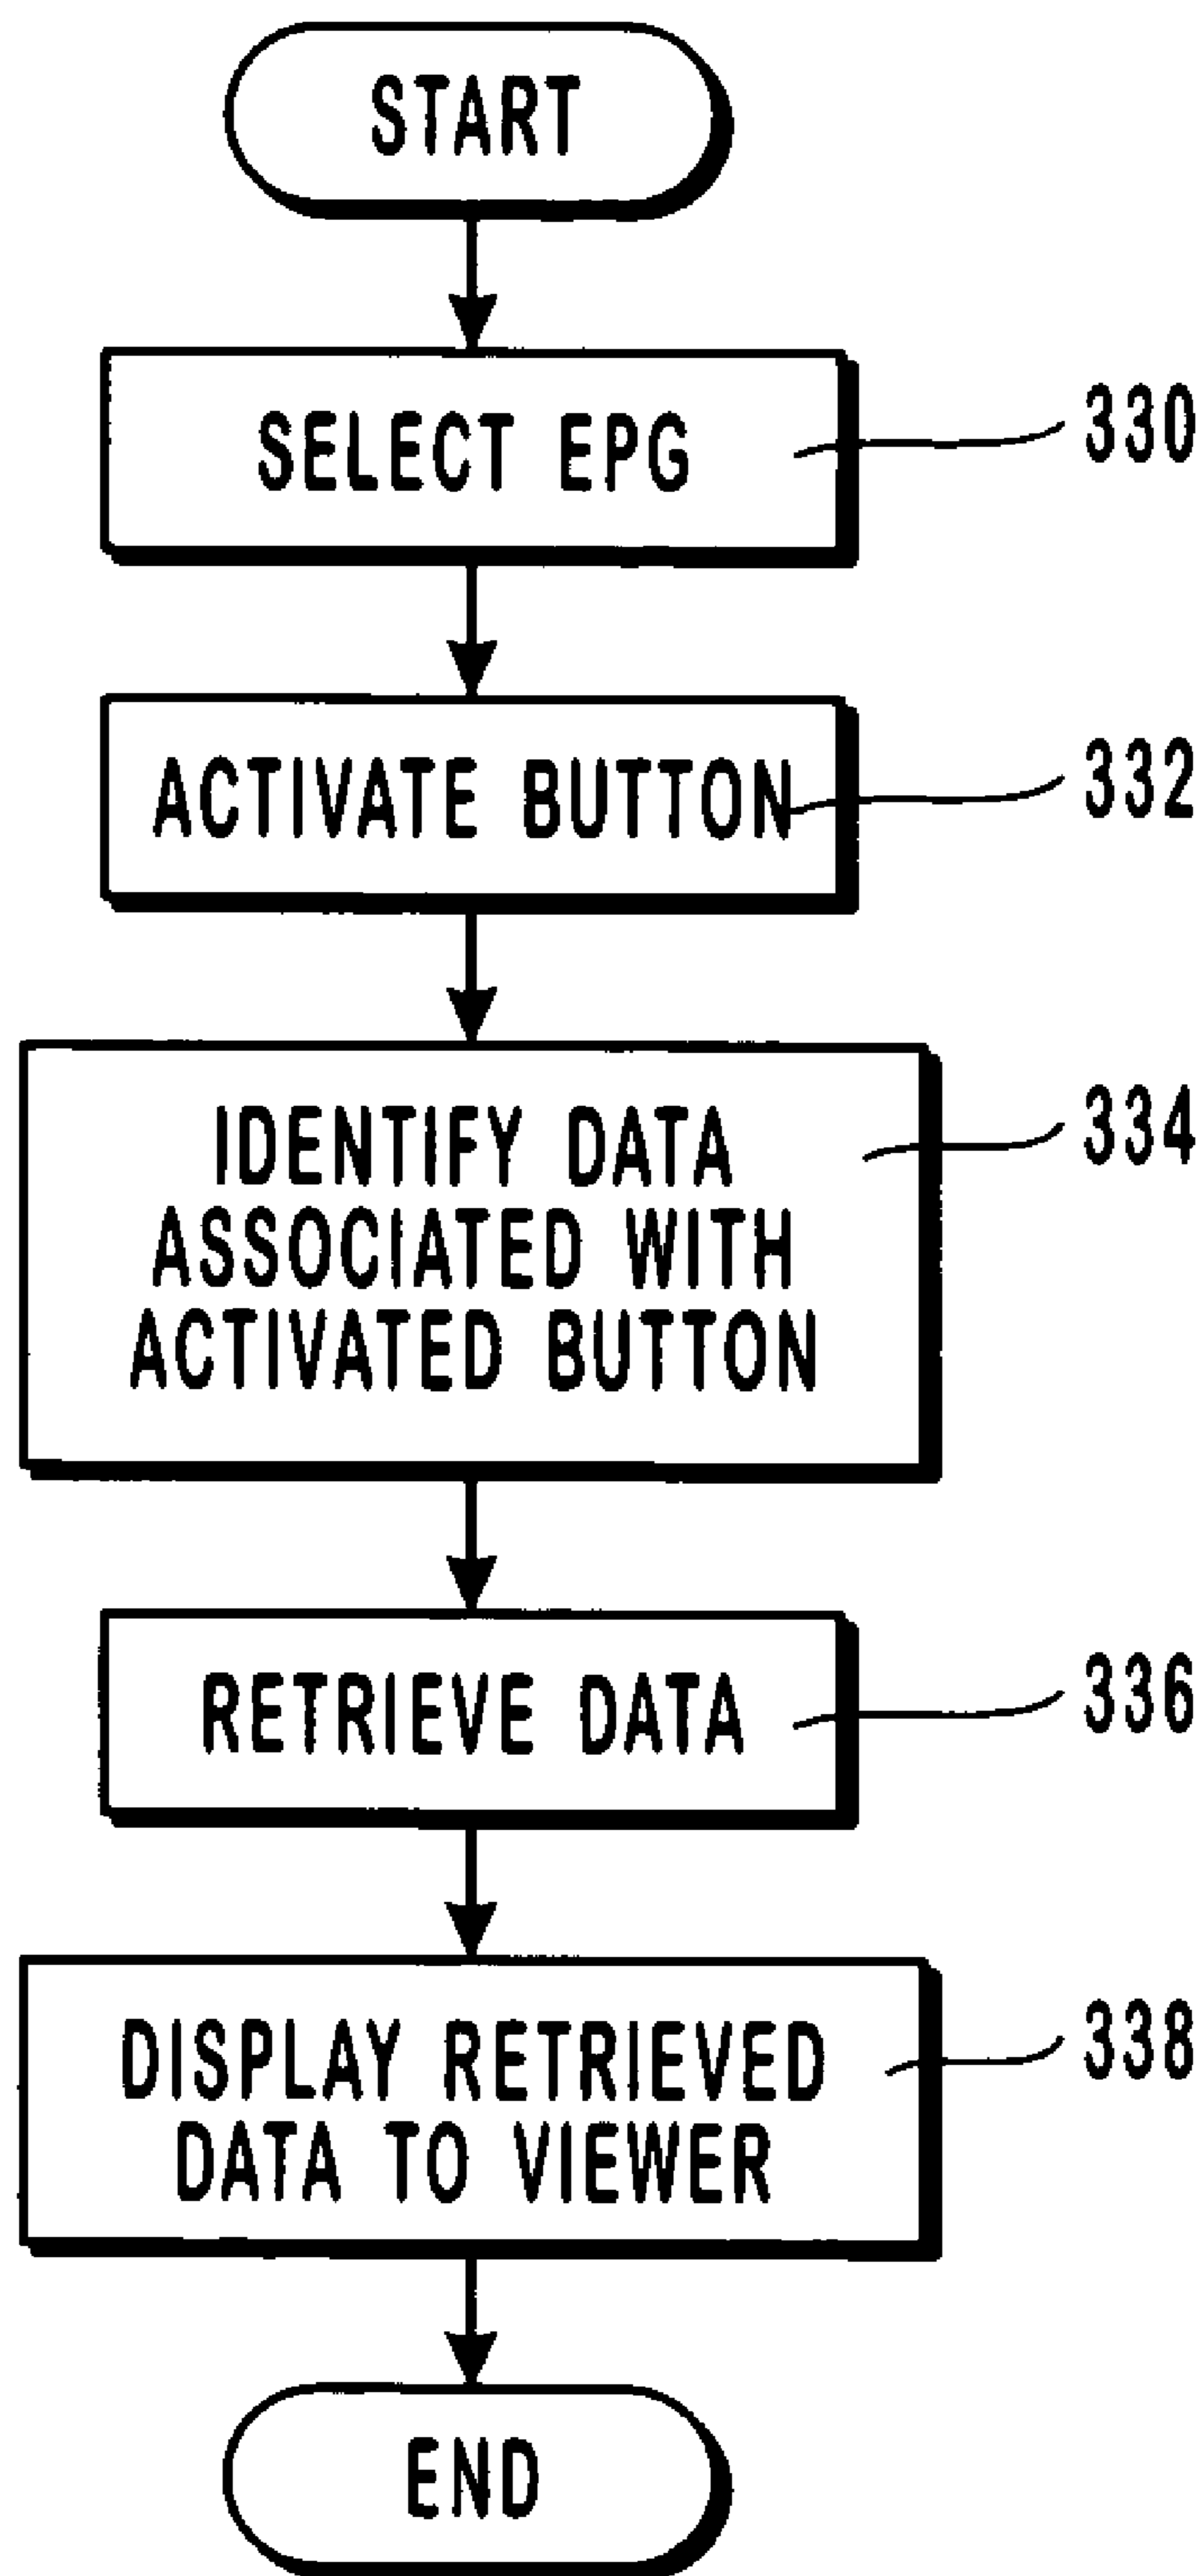 START
SELECT EPG
330
ACTIVATE BUTTON
332
IDENTIFY DATA
ASSOCIATED WITH
ACTIVATED BUTTON
334
RETRIEVE DATA
336
DISPLAY RETRIEVED
DATA TO VIEWER
338
END